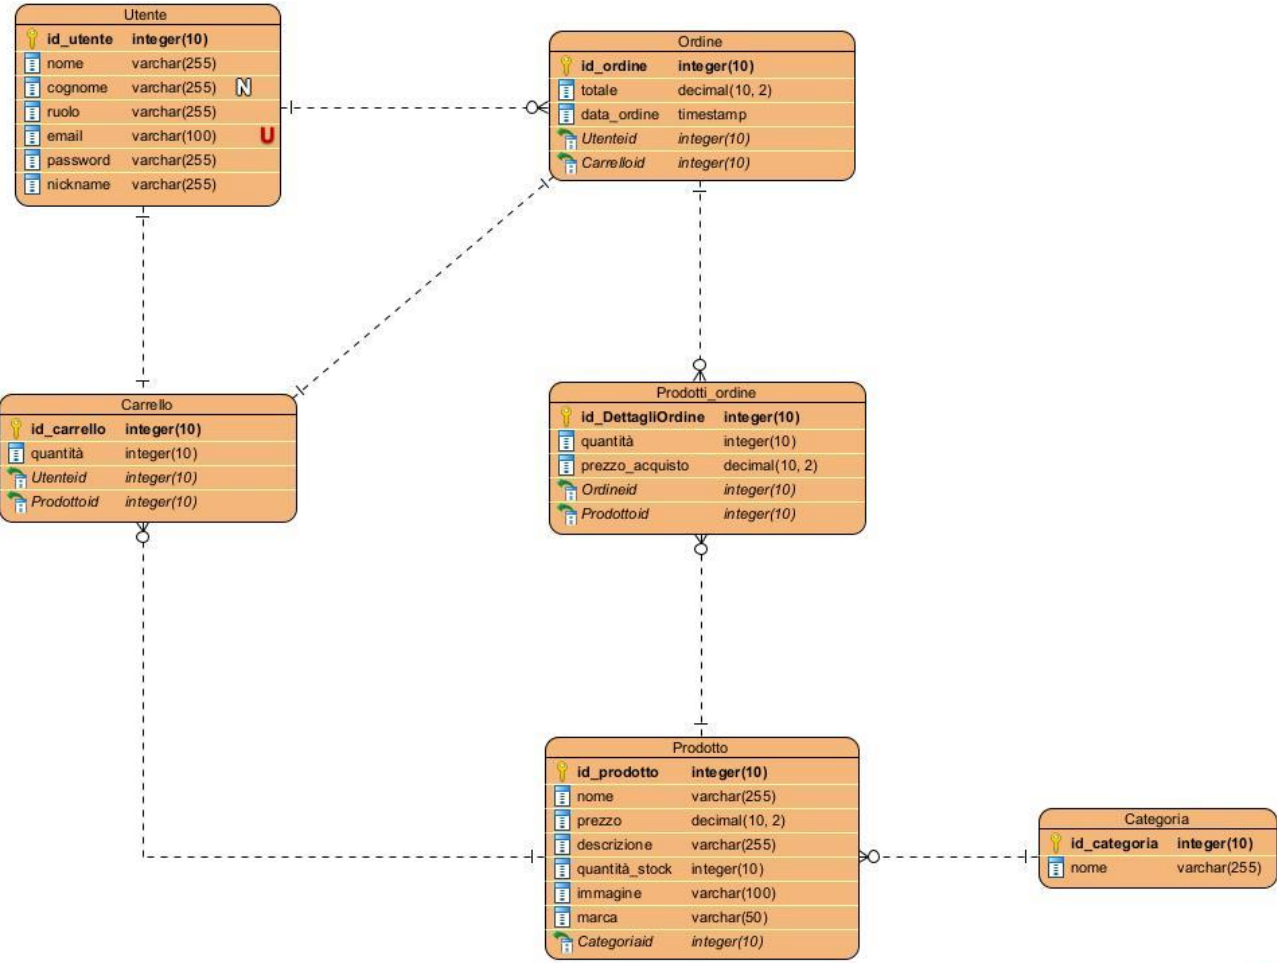 Utente
id_utente integer(10)
nome varchar(255)
cognome varchar(255) N
ruolo varchar(255)
email varchar(100) U
password varchar(255)
nickname varchar(255)
Ordine
id_ordine integer(10)
totale decimal(10, 2)
data_ordine timestamp
Utenteid integer(10)
Carrelloid integer(10)
Carrello
id_carrello integer(10)
quantità integer(10)
Utenteid integer(10)
Prodottoid integer(10)
Prodotti_ordine
id_DettagliOrdine integer(10)
quantità integer(10)
prezzo_acquisto decimal(10, 2)
Ordineid integer(10)
Prodottoid integer(10)
Prodotto
id_prodotto integer(10)
nome varchar(255)
prezzo decimal(10, 2)
descrizione varchar(255)
quantità_stock integer(10)
immagine varchar(100)
marca varchar(50)
Categoriaid integer(10)
Categoria
id_categoria integer(10)
nome varchar(255)